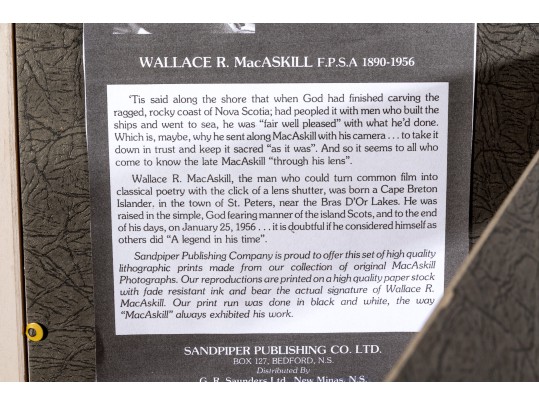 WALLACE R. MacASKILL F.P.S.A 1890-1956
'Tis said along the shore that when God had finished carving the
ragged, rocky coast of Nova Scotia; had peopled it with men who built the
ships and went to sea, he was "fair well pleased" with what he'd done.
Which is, maybe, why he sent along MacAskill with his camera . . . to take it
down in trust and keep it sacred "as it was". And so it seems to all who
come to know the late MacAskill "through his lens".
Wallace R. MacAskill, the man who could turn common film into
classical poetry with the click of a lens shutter, was born a Cape Breton
Islander, in the town of St. Peters, near the Bras D'Or Lakes. He was
raised in the simple, God fearing manner of the island Scots, and to the end
of his days, on January 25, 1956 . . . it is doubtful if he considered himself as
others did "A legend in his time".
Sandpiper Publishing Company is proud to offer this set of high quality
lithographic prints made from our collection of original MacAskill
Photographs. Our reproductions are printed on a high quality paper stock
with fade resistant ink and bear the actual signature of Wallace R.
MacAskill. Our print run was done in black and white, the way
"MacAskill" always exhibited his work.
SANDPIPER PUBLISHING CO. LTD.
BOX 127, BEDFORD, N.S.
Distributed By
G. R. Saunders Ltd., New Minas, N.S.